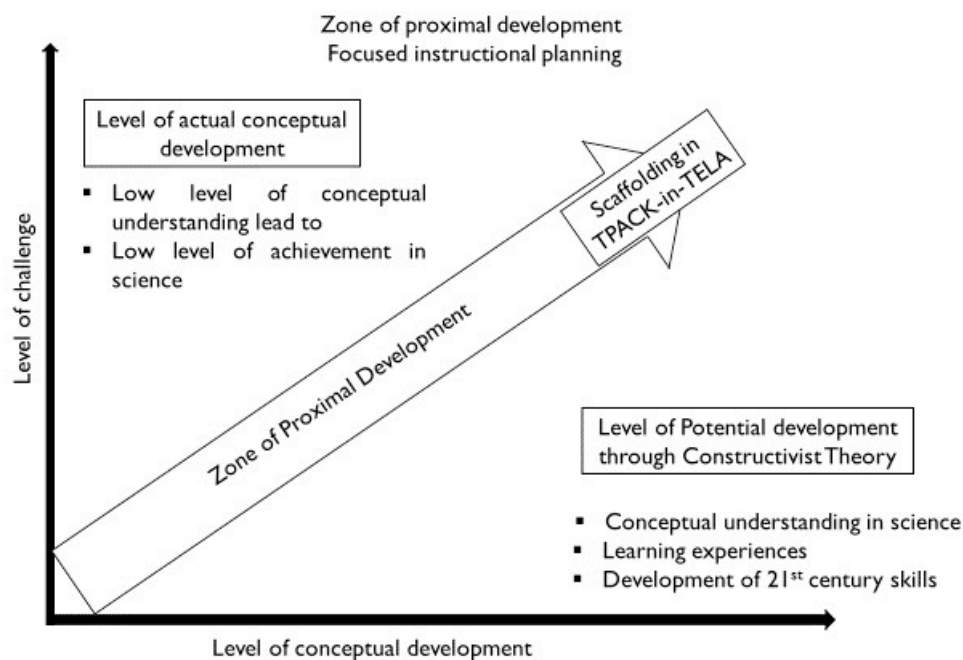 Zone of proximal development
Focused instructional planning
Level of actual conceptual
development
▪ Low level of conceptual
understanding lead to
▪ Low level of achievement in
science
Level of challenge
Zone of Proximal Development
Scaffolding in
TPACK-in-TELA
Level of Potential development
through Constructivist Theory
▪ Conceptual understanding in science
▪ Learning experiences
▪ Development of 21st century skills
Level of conceptual development